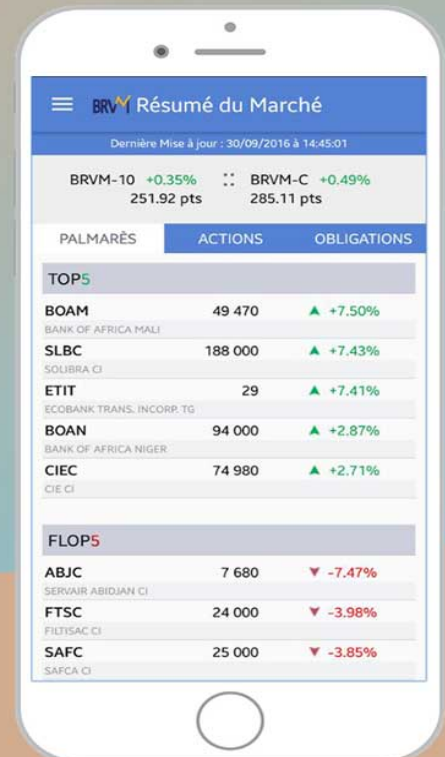 BRVM Résumé du Marché
Dernière Mise à jour : 30/09/2016 à 14:45:01
BRVM-10 +0.35% BRVM-C +0.49%
251.92 pts 285.11 pts
PALMARÈS ACTIONS OBLIGATIONS
TOP5
BOAM 49 470 +7.50%
BANK OF AFRICA MALI
SLBC 188 000 +7.43%
SOLIBRA CI
ETIT 29 +7.41%
ECOBANK TRANS. INCORP. TG
BOAN 94 000 +2.87%
BANK OF AFRICA NIGER
CIEC 74 980 +2.71%
CIE CI
FLOP5
ABJC 7 680 -7.47%
SERVAIR ABIDJAN CI
FTSC 24 000 -3.98%
FILTISAC CI
SAFC 25 000 -3.85%
SAFCA CI